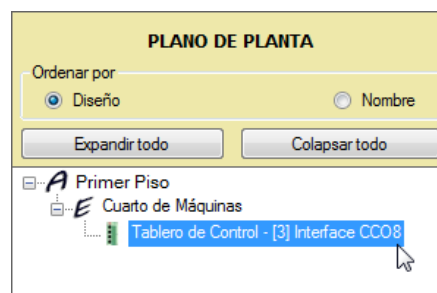 PLANO DE PLANTA
Ordenar por
Diseño Nombre
Expandir todo Colapsar todo
A Primer Piso
E Cuarto de Máquinas
Tablero de Control - [3] Interface CCO8